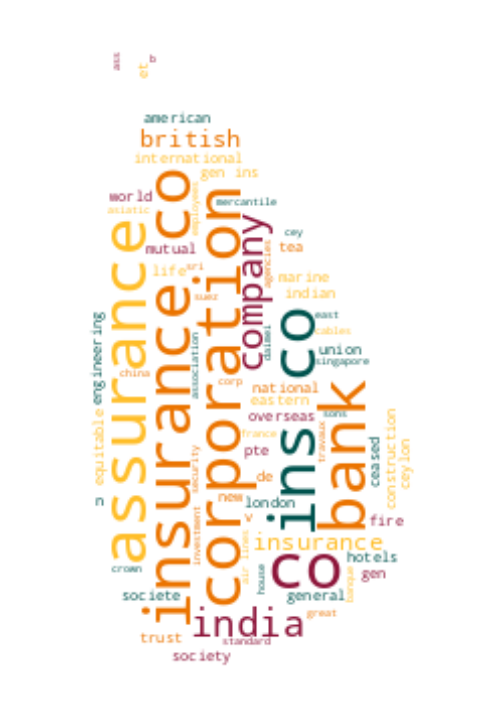 ass
b
et
american
british
international
gen ins
world
asiatic
employees
mercantile
insurance co
corporation
assurance
company
cey
tea
mutual
agencies
life
sri
marine
indian
suez
ins co
east
cables
engineering
association
daimei
union
singapore
china
corp
national
eastern
bank
overseas
sons
equitable
france
travaux
construction
ceylon
ceased
pte
security
de
new
london
n
v
fire
investment
insurance
air lines
crown
co
hotels
gen
house
banque
societe
general
india
great
trust
standard
society